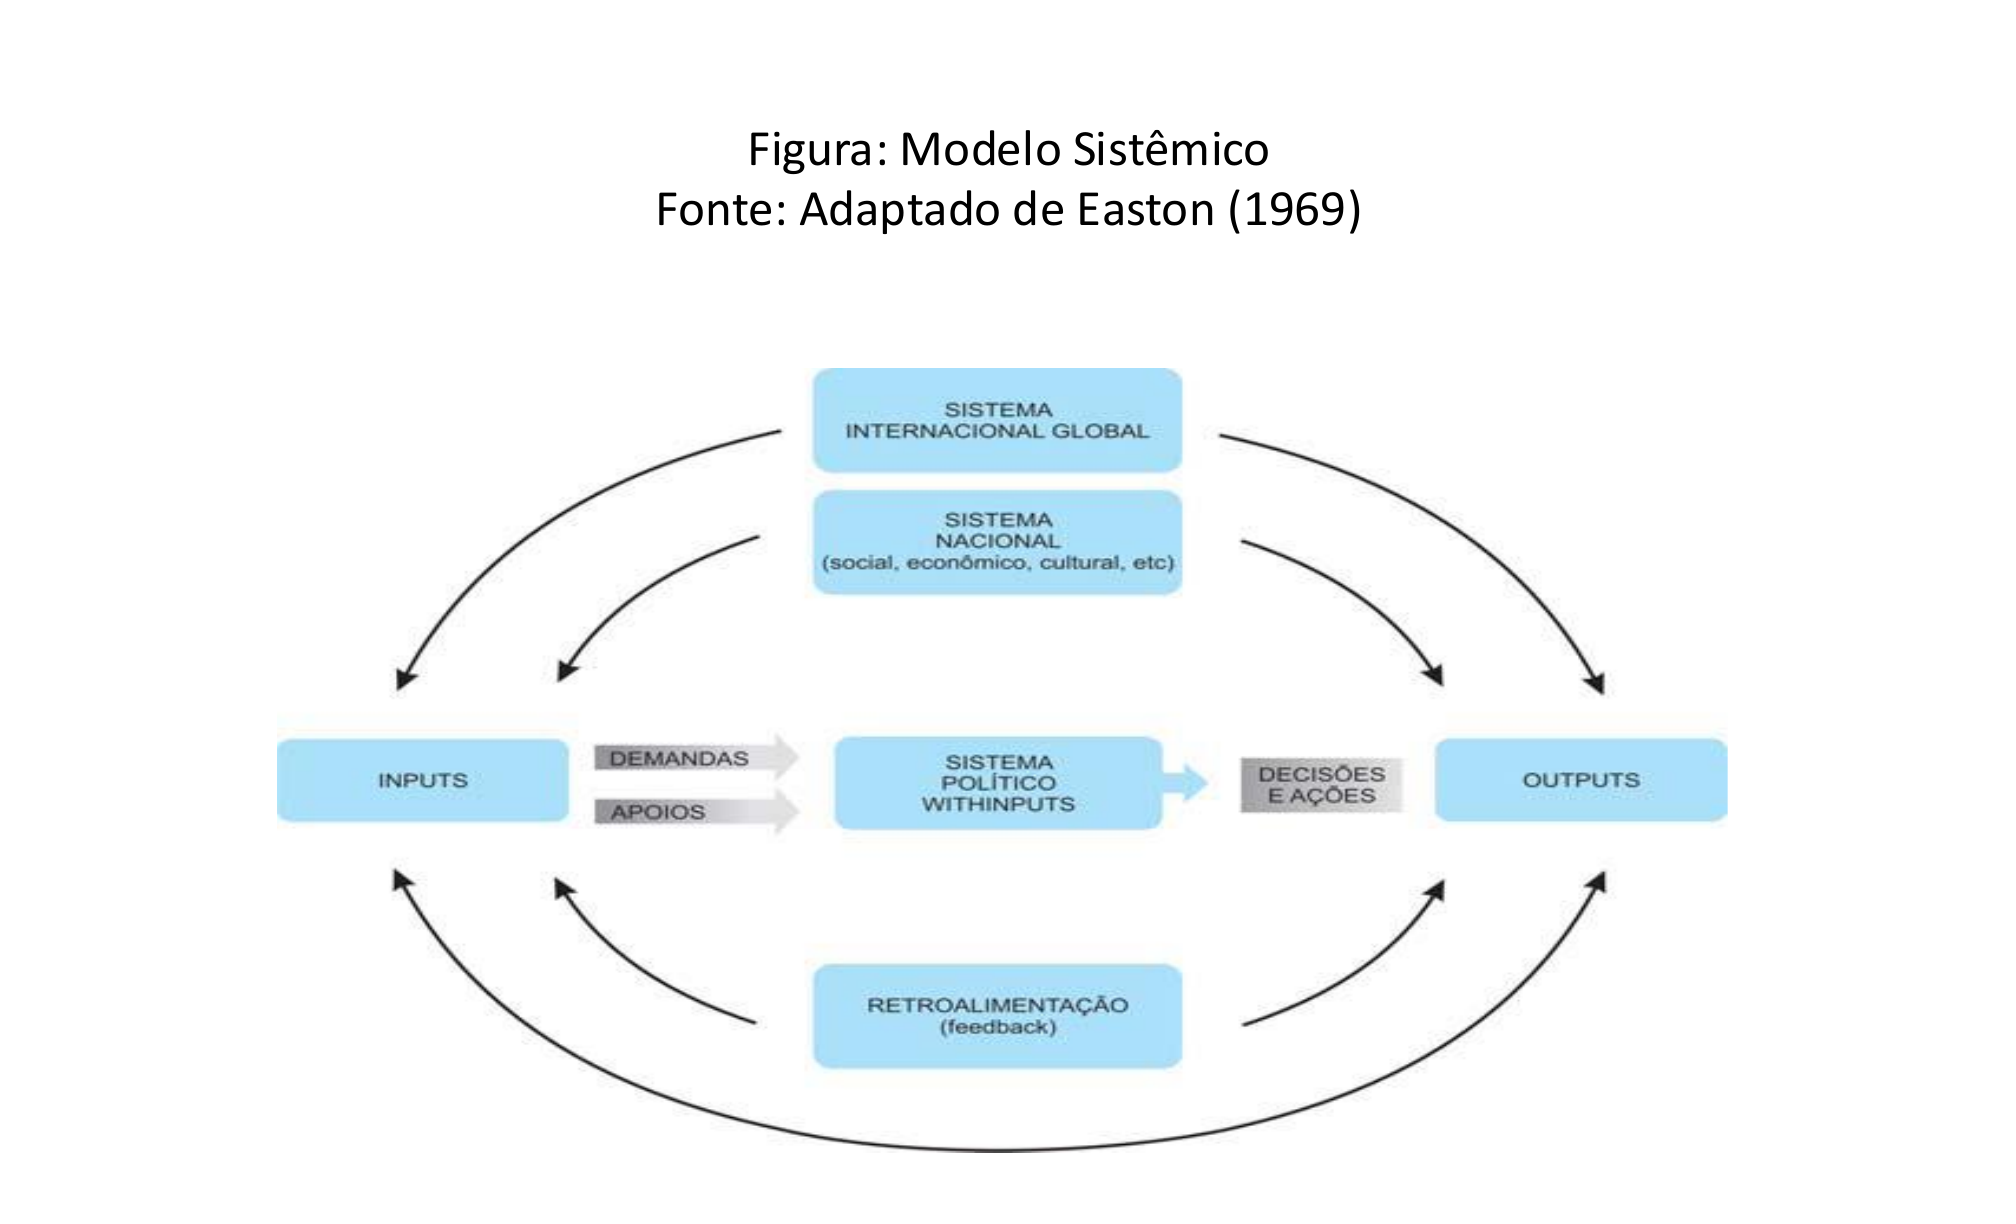 Figura: Modelo Sistêmico
Fonte: Adaptado de Easton (1969)
SISTEMA
INTERNACIONAL GLOBAL
SISTEMA
NACIONAL
(social, econômico, cultural, etc)
INPUTS
DEMANDAS
APOIOS
SISTEMA
POLÍTICO
WITHINPUTS
DECISÕES
E AÇÕES
OUTPUTS
RETROALIMENTAÇÃO
(feedback)